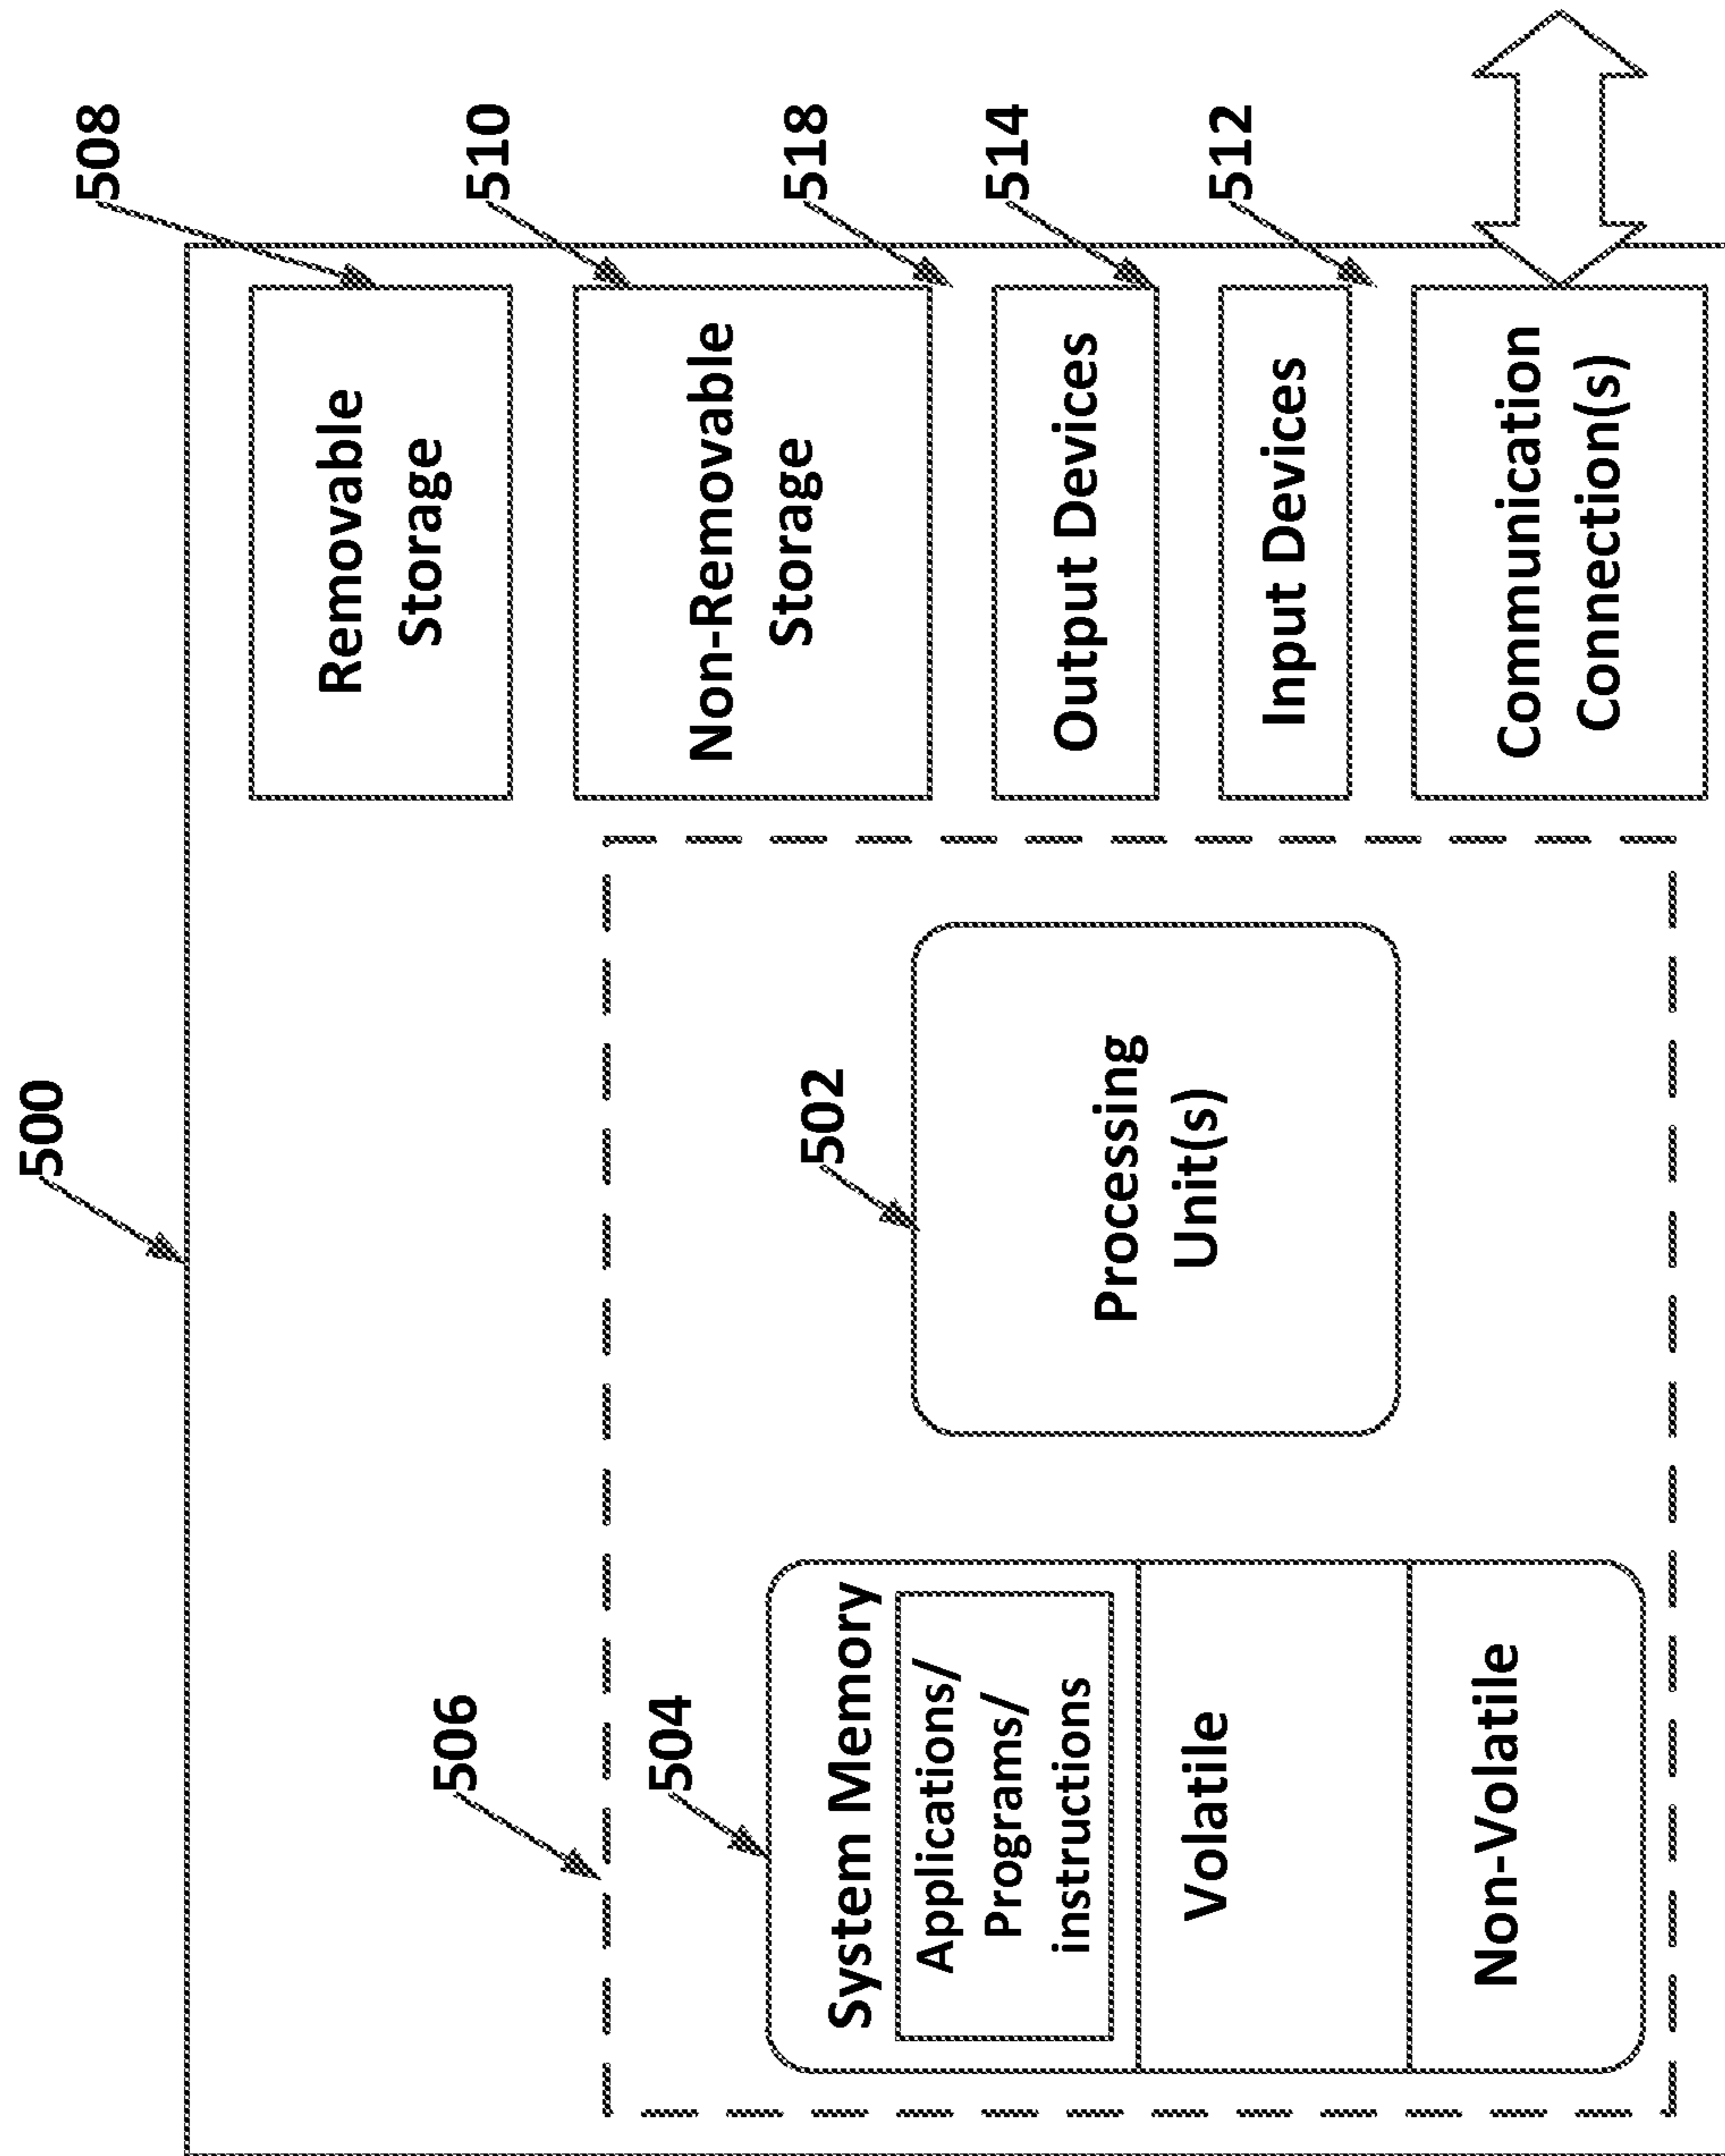 500
506
504
System Memory
Applications/
Programs/
instructions
Volatile
Non-Volatile
502
Processing
Unit(s)
508
Removable
Storage
510
Non-Removable
Storage
518
Output Devices
514
Input Devices
512
Communication
Connection(s)